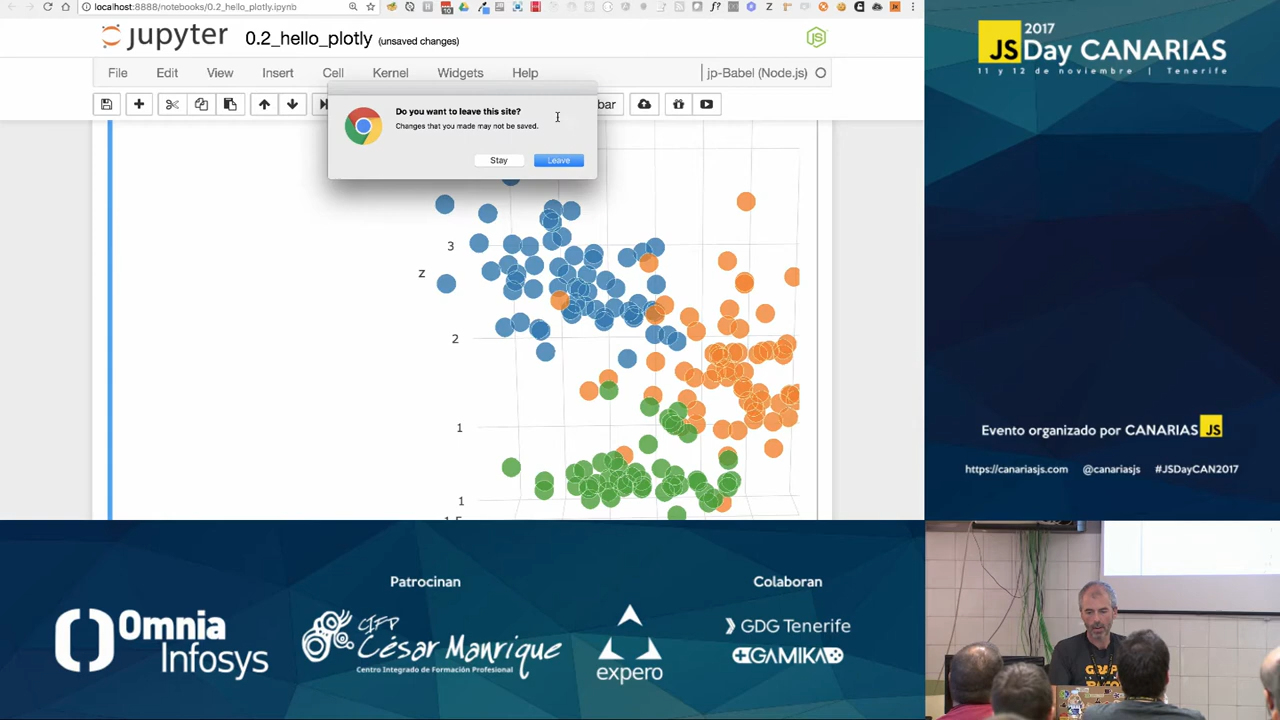 localhost:8888/notebooks/0.2_hello_plotly.ipynb
jupyter 0.2_hello_plotly (unsaved changes)
File Edit View Insert Cell Kernel Widgets Help jp-Babel (Node.js)
bar
Do you want to leave this site?
Changes that you made may not be saved.
Stay Leave
3
z
2
1
1
1.5
2017
JSDay CANARIAS
11 y 12 de noviembre | Tenerife
Evento organizado por CANARIAS JS
https://canariasjs.com @canariasjs #JSDayCAN2017
Patrocinan
Omnia
Infosys
CIFP
César Manrique
Centro Integrado de Formación Profesional
expero
Colaboran
GDG Tenerife
GAMIKA